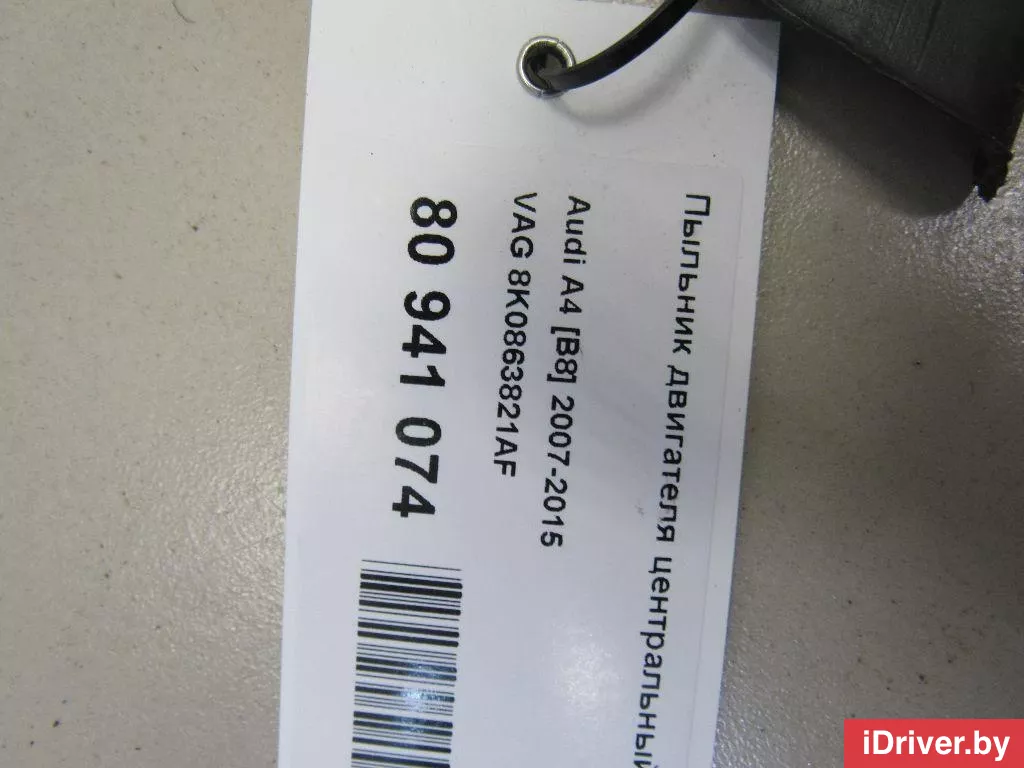 Пыльник двигателя центральный
Audi A4 [B8] 2007-2015
VAG 8K0863821AF
80 941 074
iDriver.by